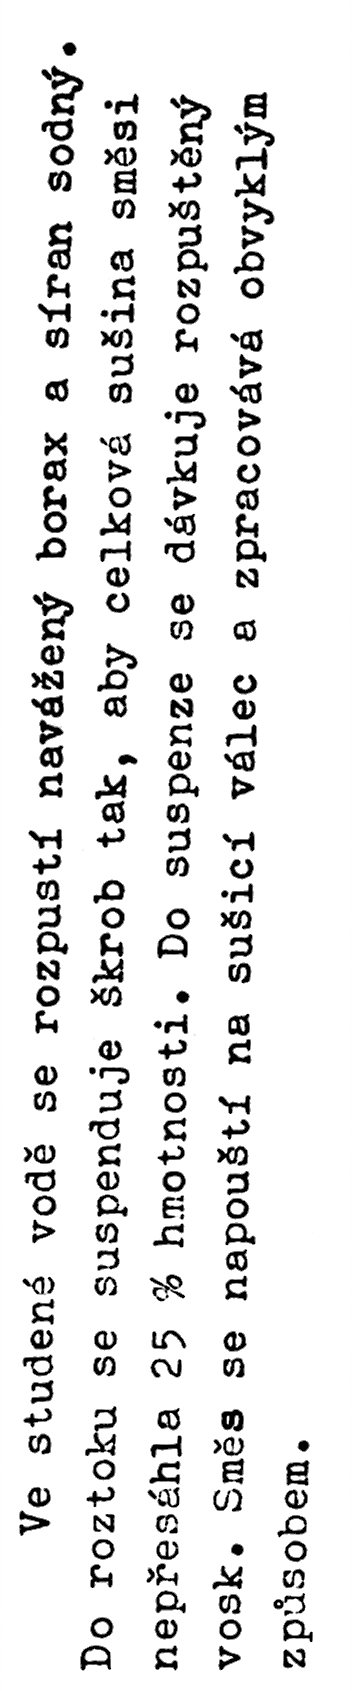 Ve studené vodě se rozpustí navážený borax a síran sodný.
Do roztoku se suspenduje škrob tak, aby celková sušina směsi
nepřesáhla 25 % hmotnosti. Do suspenze se dávkuje rozpuštěný
vosk. Směs se napouští na sušicí válec a zpracovává obvyklým
způsobem.